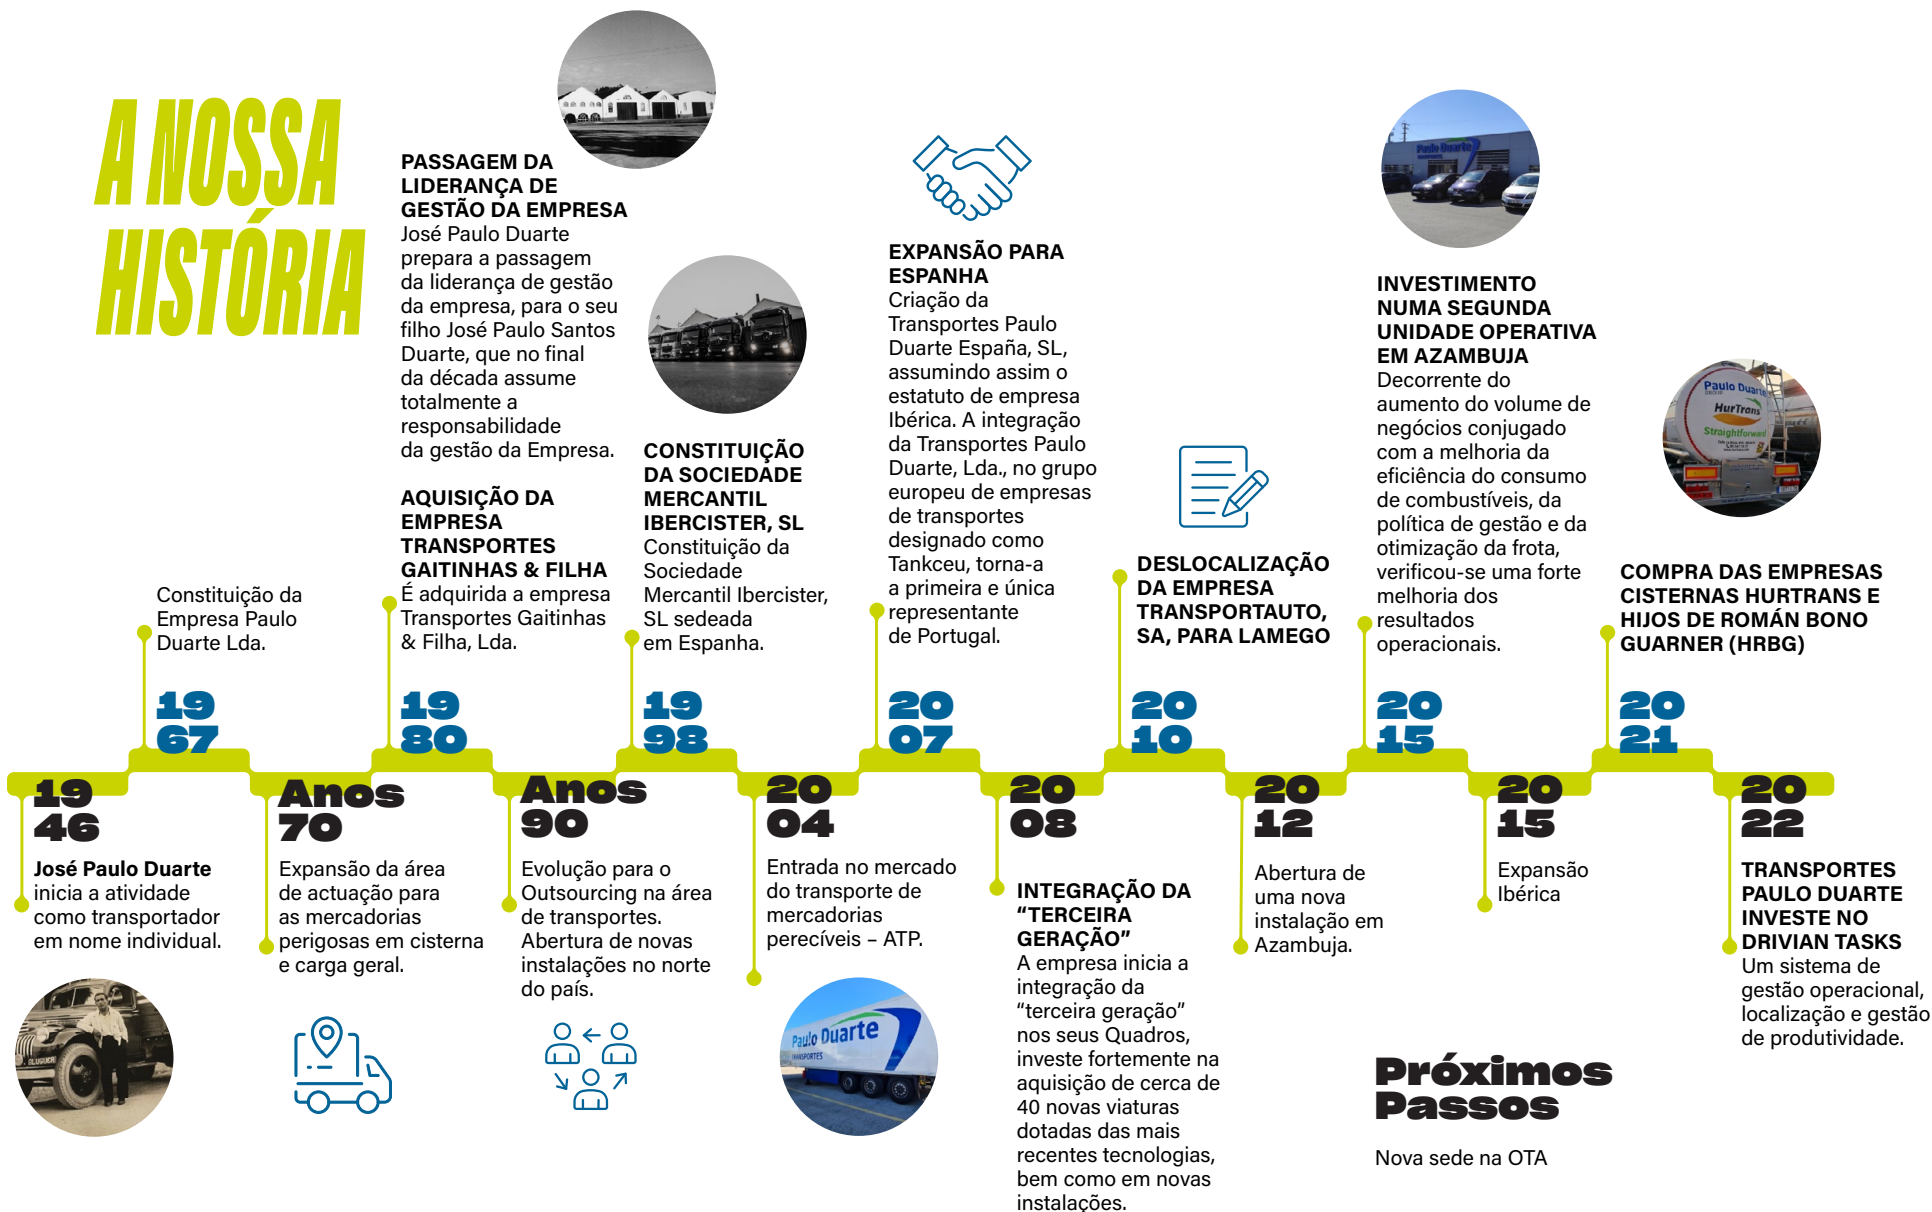 A NOSSA
HISTÓRIA
19
46
José Paulo Duarte
inicia a atividade
como transportador
em nome individual.
ALUGUER
Constituição da
Empresa Paulo
Duarte Lda.
19
67
Anos
70
Expansão da área
de actuação para
as mercadorias
perigosas em cisterna
e carga geral.
PASSAGEM DA
LIDERANÇA DE
GESTÃO DA EMPRESA
José Paulo Duarte
prepara a passagem
da liderança de gestão
da empresa, para o seu
filho José Paulo Santos
Duarte, que no final
da década assume
totalmente a
responsabilidade
da gestão da Empresa.
AQUISIÇÃO DA
EMPRESA
TRANSPORTES
GAITINHAS & FILHA
É adquirida a empresa
Transportes Gaitinhas
& Filha, Lda.
19
80
Anos
90
Evolução para o
Outsourcing na área
de transportes.
Abertura de novas
instalações no norte
do país.
CONSTITUIÇÃO
DA SOCIEDADE
MERCANTIL
IBERCISTER, SL
Constituição da
Sociedade
Mercantil Ibercister,
SL sedeada
em Espanha.
19
98
20
04
Entrada no mercado
do transporte de
mercadorias
perecíveis – ATP.
Paulo Duarte
TRANSPORTES
EXPANSÃO PARA
ESPANHA
Criação da
Transportes Paulo
Duarte España, SL,
assumindo assim o
estatuto de empresa
Ibérica. A integração
da Transportes Paulo
Duarte, Lda., no grupo
europeu de empresas
de transportes
designado como
Tankceu, torna-a
a primeira e única
representante
de Portugal.
20
07
20
08
INTEGRAÇÃO DA
“TERCEIRA
GERAÇÃO”
A empresa inicia a
integração da
“terceira geração”
nos seus Quadros,
investe fortemente na
aquisição de cerca de
40 novas viaturas
dotadas das mais
recentes tecnologias,
bem como em novas
instalações.
DESLOCALIZAÇÃO
DA EMPRESA
TRANSPORTAUTO,
SA, PARA LAMEGO
20
10
20
12
Abertura de
uma nova
instalação em
Azambuja.
Paulo Duarte
INVESTIMENTO
NUMA SEGUNDA
UNIDADE OPERATIVA
EM AZAMBUJA
Decorrente do
aumento do volume de
negócios conjugado
com a melhoria da
eficiência do consumo
de combustíveis, da
política de gestão e da
otimização da frota,
verificou-se uma forte
melhoria dos
resultados
operacionais.
20
15
20
15
Expansão
Ibérica
Paulo Duarte
GROUP
HurTrans
Straightforward
COMPRA DAS EMPRESAS
CISTERNAS HURTRANS E
HIJOS DE ROMÁN BONO
GUARNER (HRBG)
20
21
20
22
TRANSPORTES
PAULO DUARTE
INVESTE NO
DRIVIAN TASKS
Um sistema de
gestão operacional,
localização e gestão
de produtividade.
Próximos
Passos
Nova sede na OTA